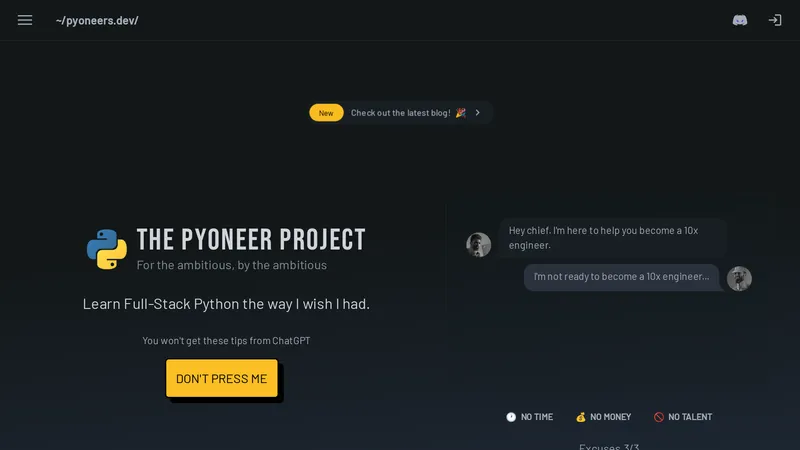 ~/pyoneers.dev/
New
Check out the latest blog! 🎉
THE PYONEER PROJECT
For the ambitious, by the ambitious
Learn Full-Stack Python the way I wish I had.
You won't get these tips from ChatGPT
DON'T PRESS ME
Hey chief. I'm here to help you become a 10x
engineer.
I'm not ready to become a 10x engineer...
🕐 NO TIME
💰 NO MONEY
🚫 NO TALENT
Excuses 3/3